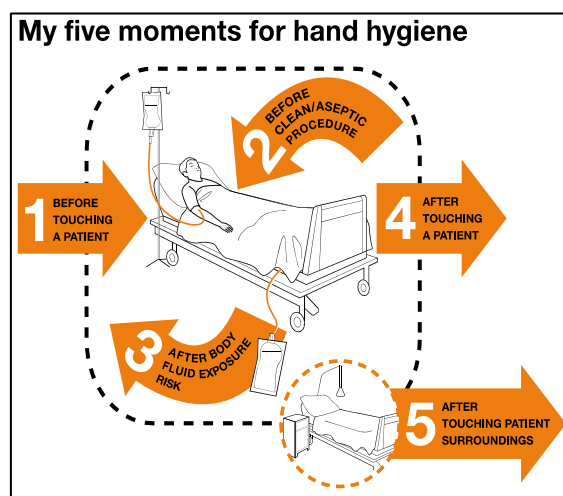 My five moments for hand hygiene
1
BEFORE
TOUCHING
A PATIENT
2
BEFORE
CLEAN/ASEPTIC
PROCEDURE
3
AFTER BODY
FLUID EXPOSURE
RISK
4
AFTER
TOUCHING
A PATIENT
5
AFTER
TOUCHING PATIENT
SURROUNDINGS